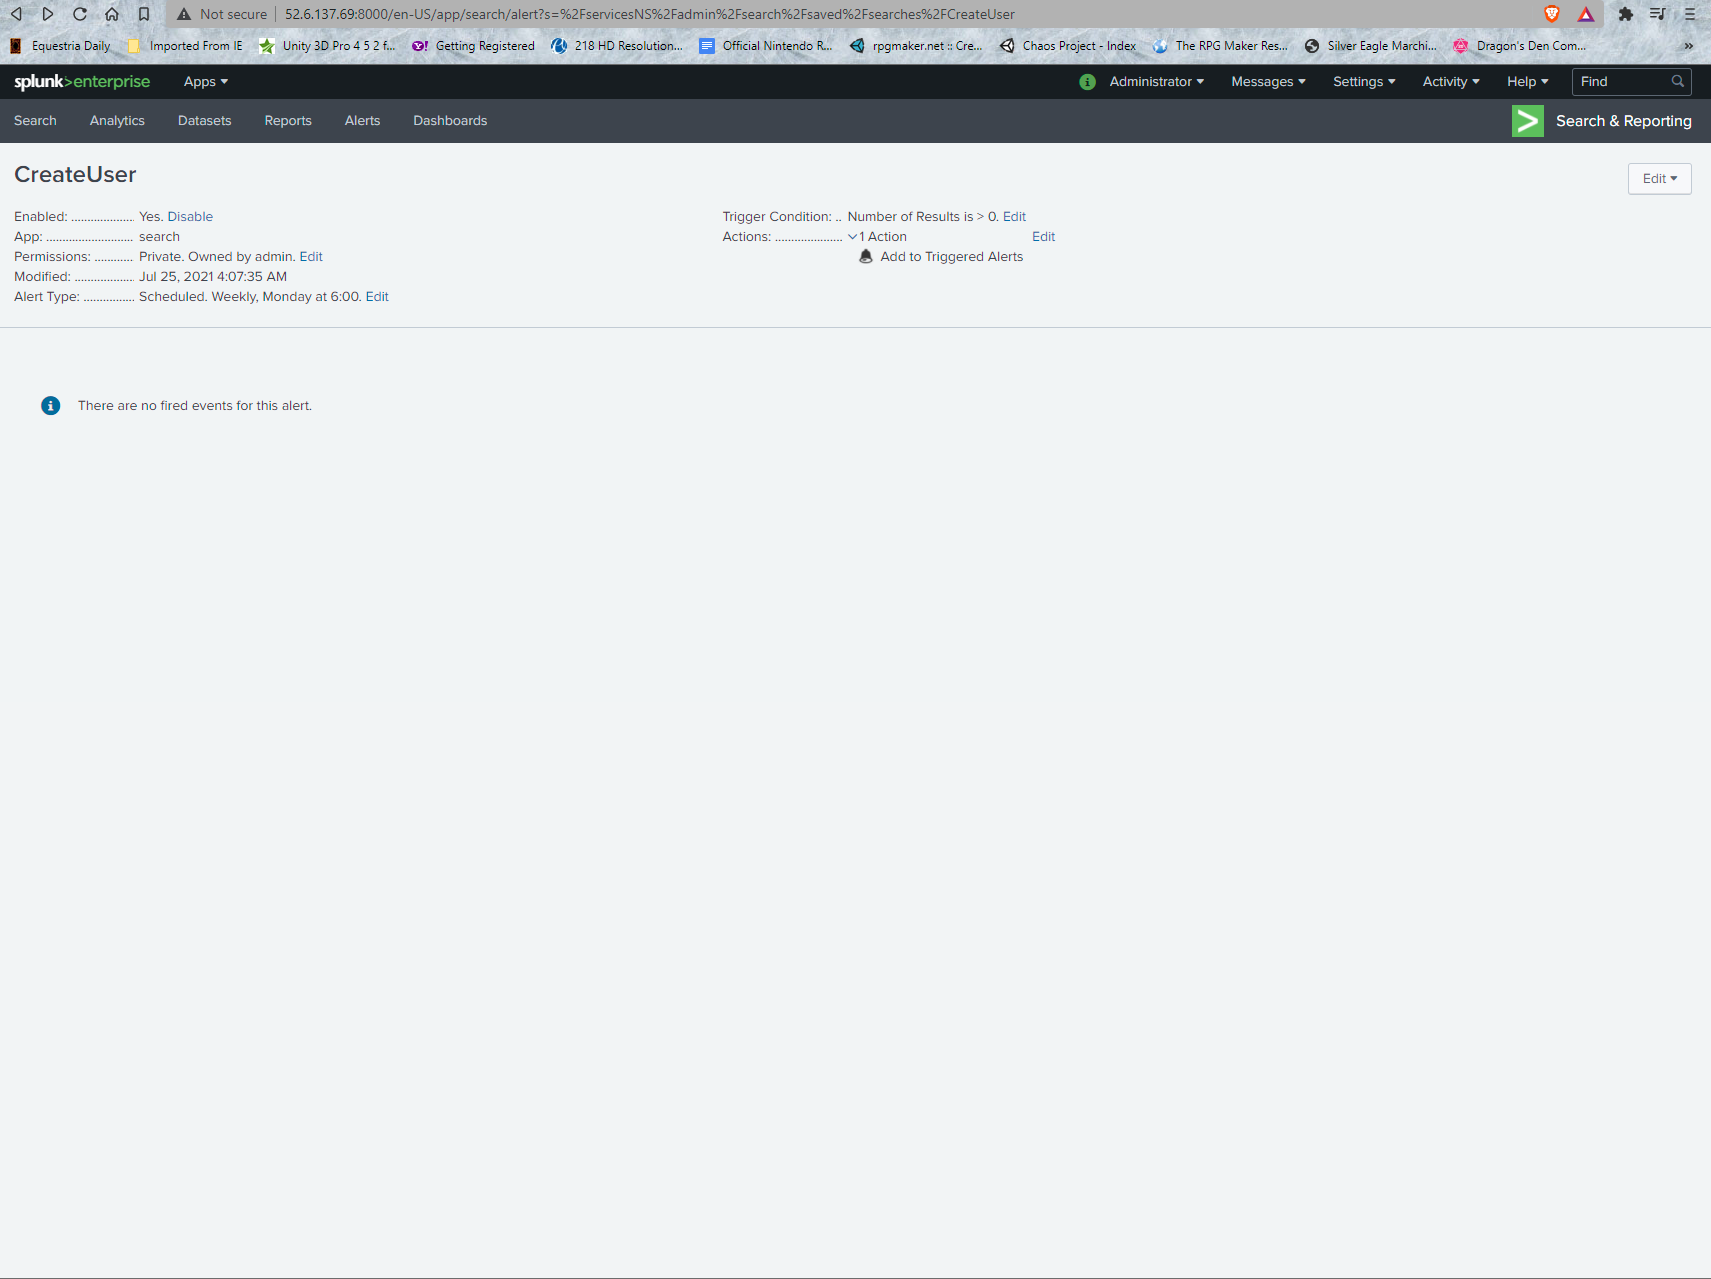 Not secure | 52.6.137.69:8000/en-US/app/search/alert?s=%2FservicesNS%2Fadmin%2Fsearch%2Fsaved%2Fsearches%2FCreateUser
Equestria Daily Imported From IE Unity 3D Pro 4 5 2 f... Getting Registered 218 HD Resolution... Official Nintendo R... rpgmaker.net :: Cre... Chaos Project - Index The RPG Maker Res... Silver Eagle Marchi... Dragon's Den Com... »
splunk>enterprise Apps Administrator Messages Settings Activity Help Find
Search Analytics Datasets Reports Alerts Dashboards > Search & Reporting
CreateUser Edit
Enabled: ................... Yes. Disable
App: ........................... search
Permissions: ............ Private. Owned by admin. Edit
Modified: .................. Jul 25, 2021 4:07:35 AM
Alert Type: ................ Scheduled. Weekly, Monday at 6:00. Edit
Trigger Condition: .. Number of Results is > 0. Edit
Actions: ..................... 1 Action Edit
Add to Triggered Alerts
There are no fired events for this alert.